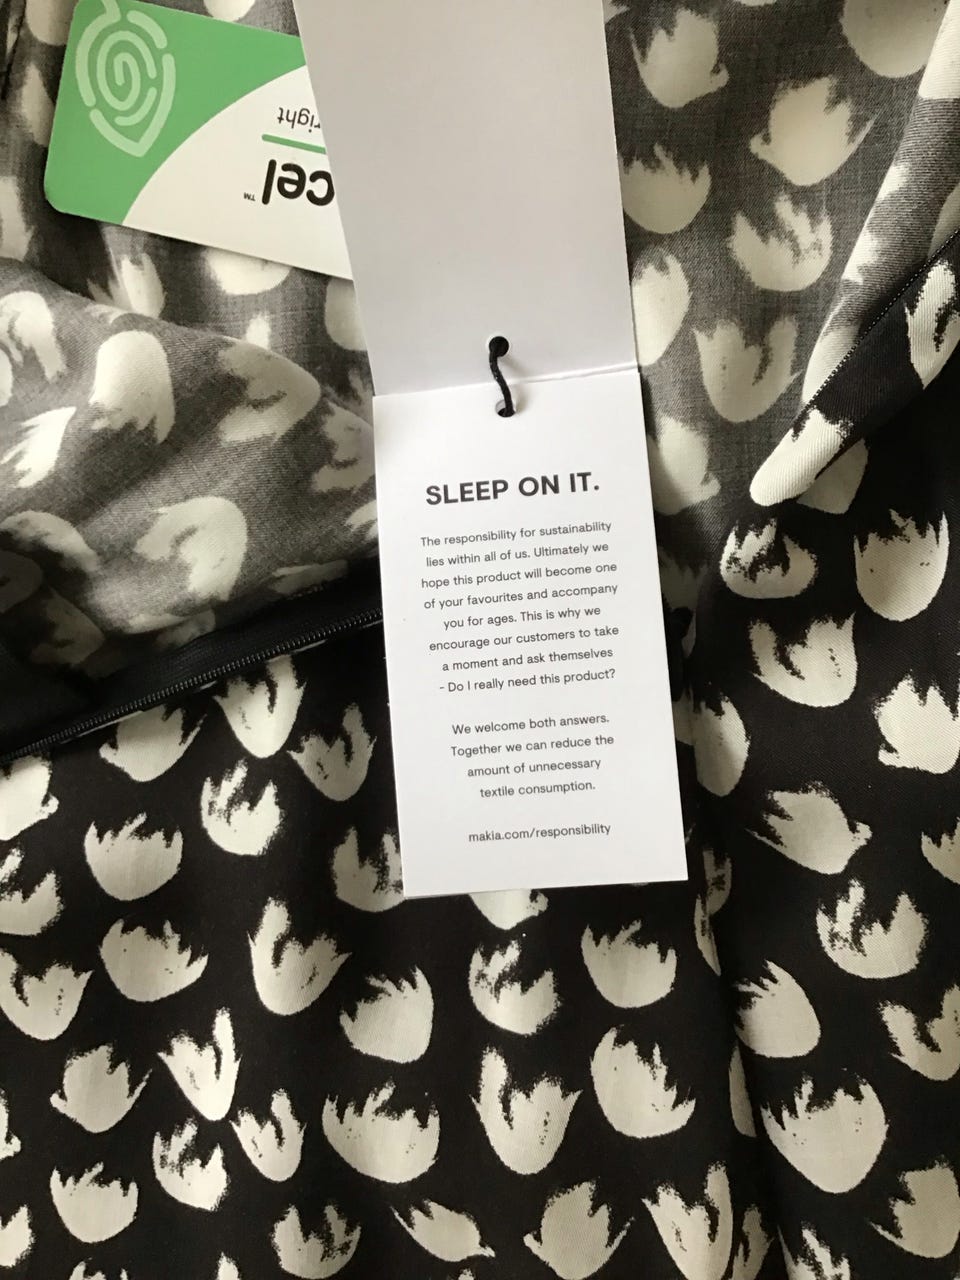 right
cel™
SLEEP ON IT.
The responsibility for sustainability
lies within all of us. Ultimately we
hope this product will become one
of your favourites and accompany
you for ages. This is why we
encourage our customers to take
a moment and ask themselves
- Do I really need this product?
We welcome both answers.
Together we can reduce the
amount of unnecessary
textile consumption.
makia.com/responsibility